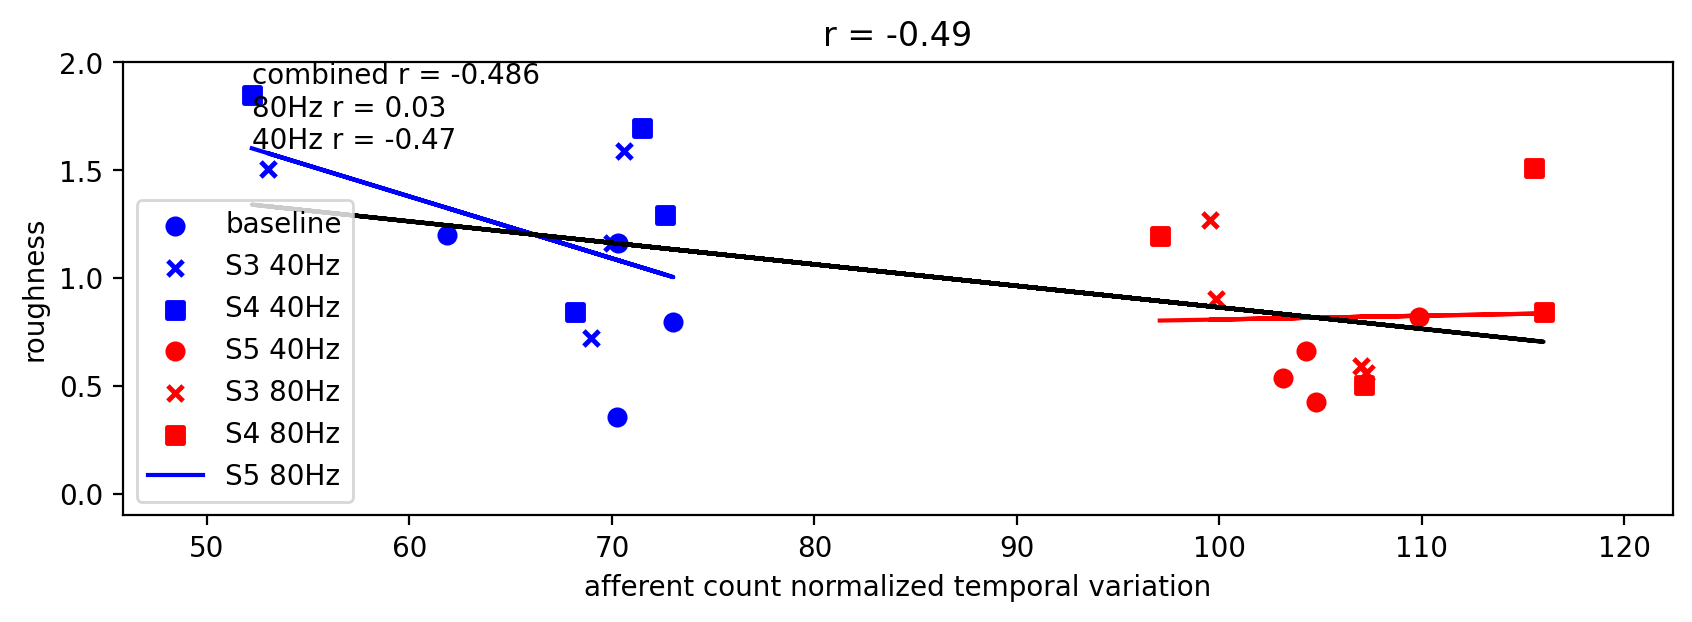 r = -0.49
combined r = -0.486
80Hz r = 0.03
40Hz r = -0.47
2.0
1.5
1.0
0.5
0.0
roughness
baseline
S3 40Hz
S4 40Hz
S5 40Hz
S3 80Hz
S4 80Hz
S5 80Hz
50 60 70 80 90 100 110 120
afferent count normalized temporal variation